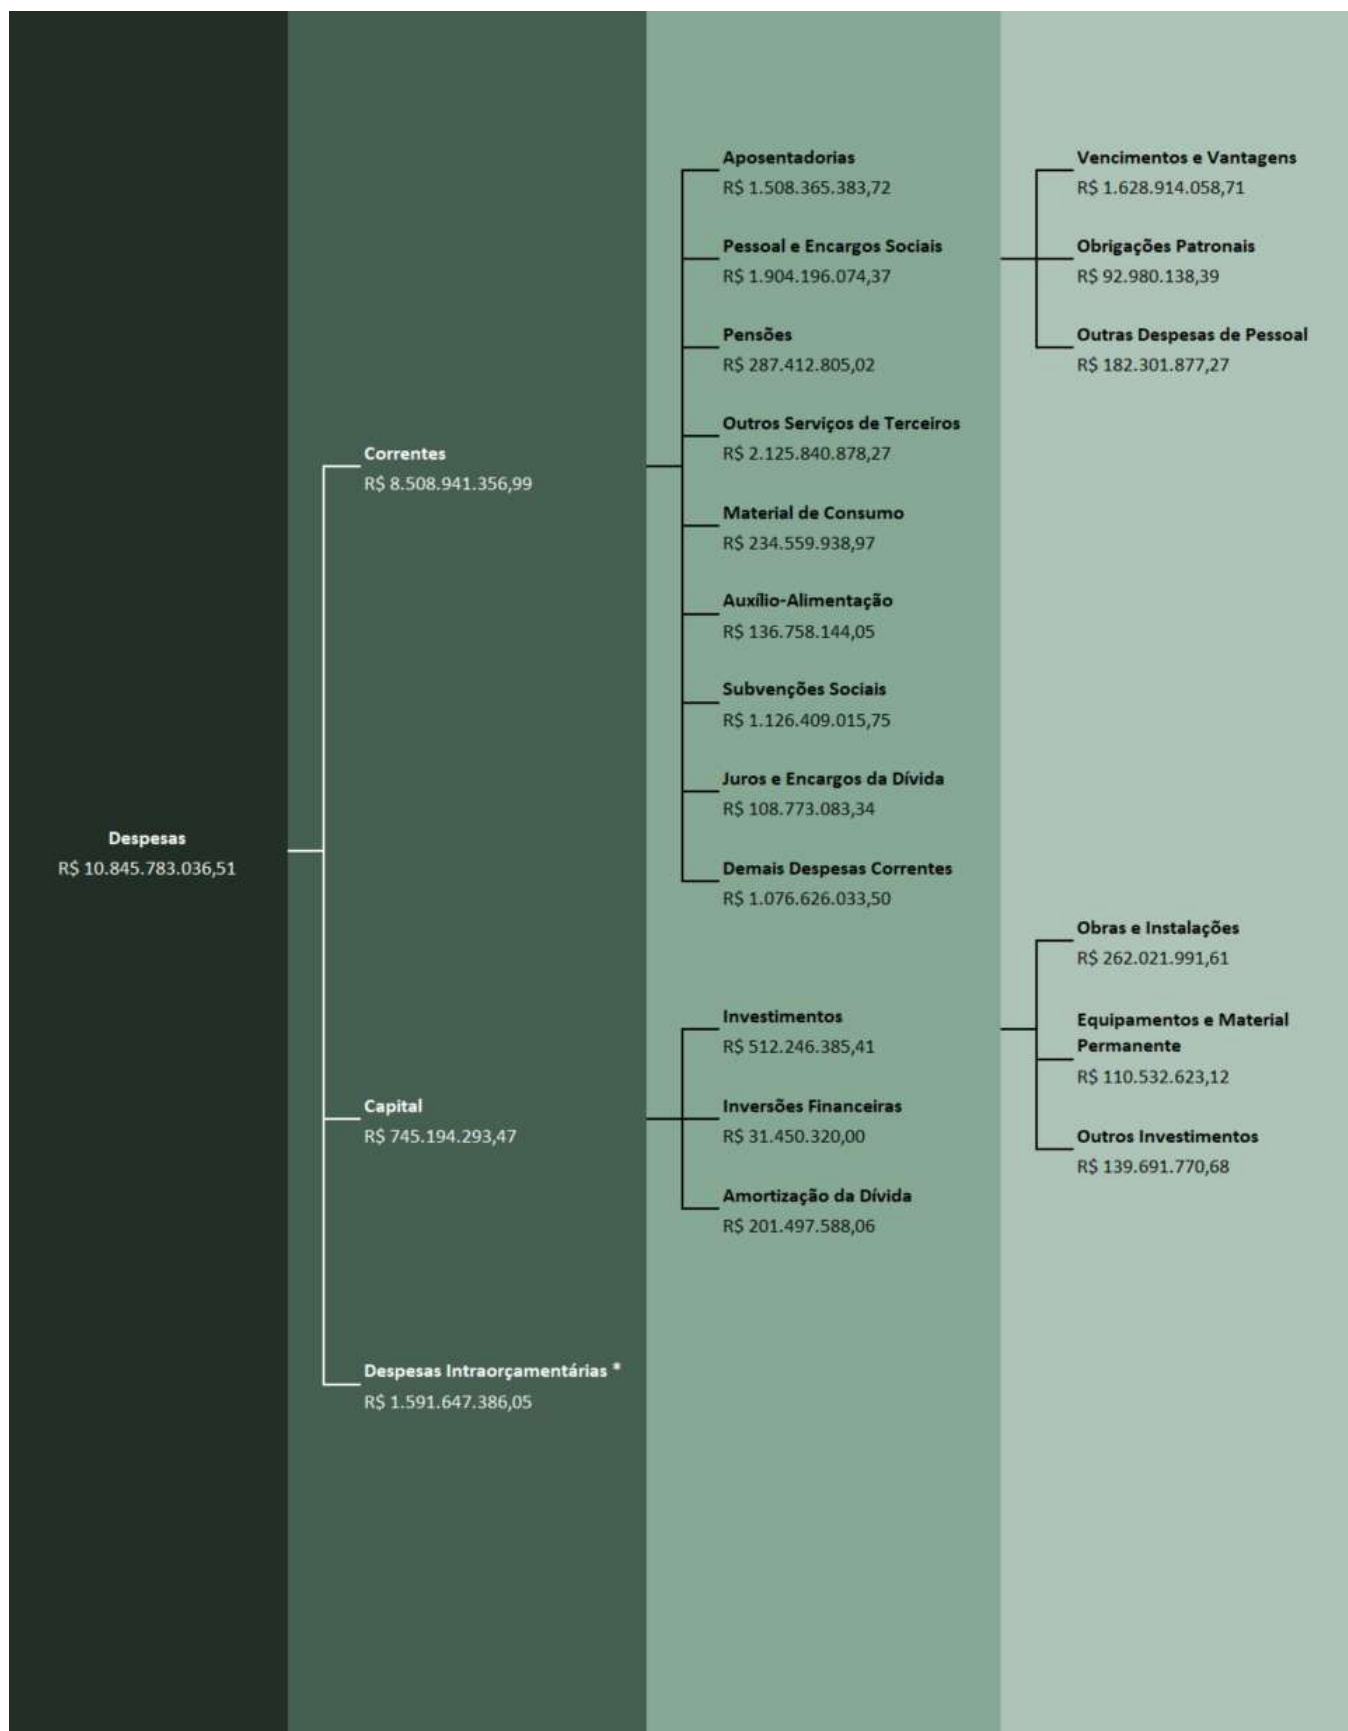 Despesas
R$ 10.845.783.036,51
Correntes
R$ 8.508.941.356,99
Capital
R$ 745.194.293,47
Despesas Intraorçamentárias *
R$ 1.591.647.386,05
Aposentadorias
R$ 1.508.365.383,72
Pessoal e Encargos Sociais
R$ 1.904.196.074,37
Pensões
R$ 287.412.805,02
Outros Serviços de Terceiros
R$ 2.125.840.878,27
Material de Consumo
R$ 234.559.938,97
Auxílio-Alimentação
R$ 136.758.144,05
Subvenções Sociais
R$ 1.126.409.015,75
Juros e Encargos da Dívida
R$ 108.773.083,34
Demais Despesas Correntes
R$ 1.076.626.033,50
Investimentos
R$ 512.246.385,41
Inversões Financeiras
R$ 31.450.320,00
Amortização da Dívida
R$ 201.497.588,06
Vencimentos e Vantagens
R$ 1.628.914.058,71
Obrigações Patronais
R$ 92.980.138,39
Outras Despesas de Pessoal
R$ 182.301.877,27
Obras e Instalações
R$ 262.021.991,61
Equipamentos e Material
Permanente
R$ 110.532.623,12
Outros Investimentos
R$ 139.691.770,68